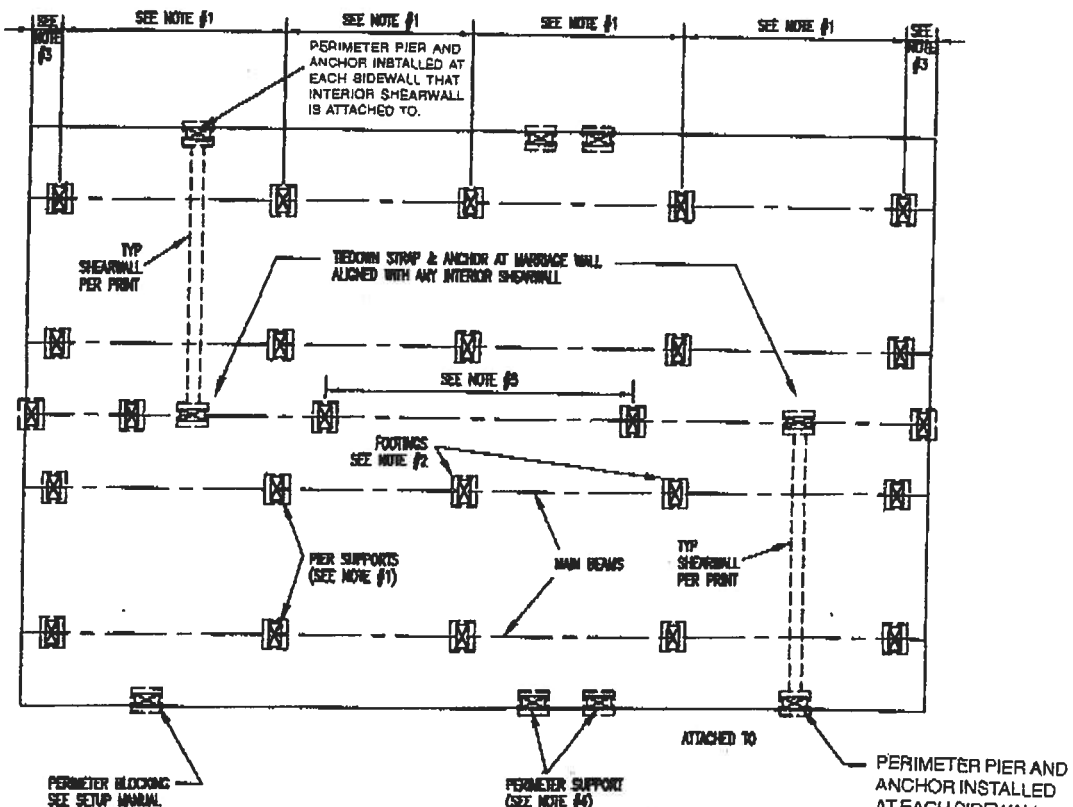 SEE NOTE #3
SEE NOTE #1
SEE NOTE #1
SEE NOTE #1
SEE NOTE #1
SEE NOTE #3
PERIMETER PIER AND
ANCHOR INSTALLED AT
EACH SIDEWALL THAT
INTERIOR SHEARWALL
IS ATTACHED TO.
TYP
SHEARWALL
PER PRINT
TIEDOWN STRAP & ANCHOR AT MARRIAGE WALL
ALIGNED WITH ANY INTERIOR SHEARWALL
SEE NOTE
FOOTINGS
SEE NOTE #2
PIER SUPPORTS
(SEE NOTE #1)
MAIN BEAMS
TYP
SHEARWALL
PER PRINT
ATTACHED TO
PERIMETER BLOCKING
SEE SETUP MANUAL
PERIMETER SUPPORT
(SEE NOTE
PERIMETER PIER AND
ANCHOR INSTALLED
AT EACH SIDEWALL